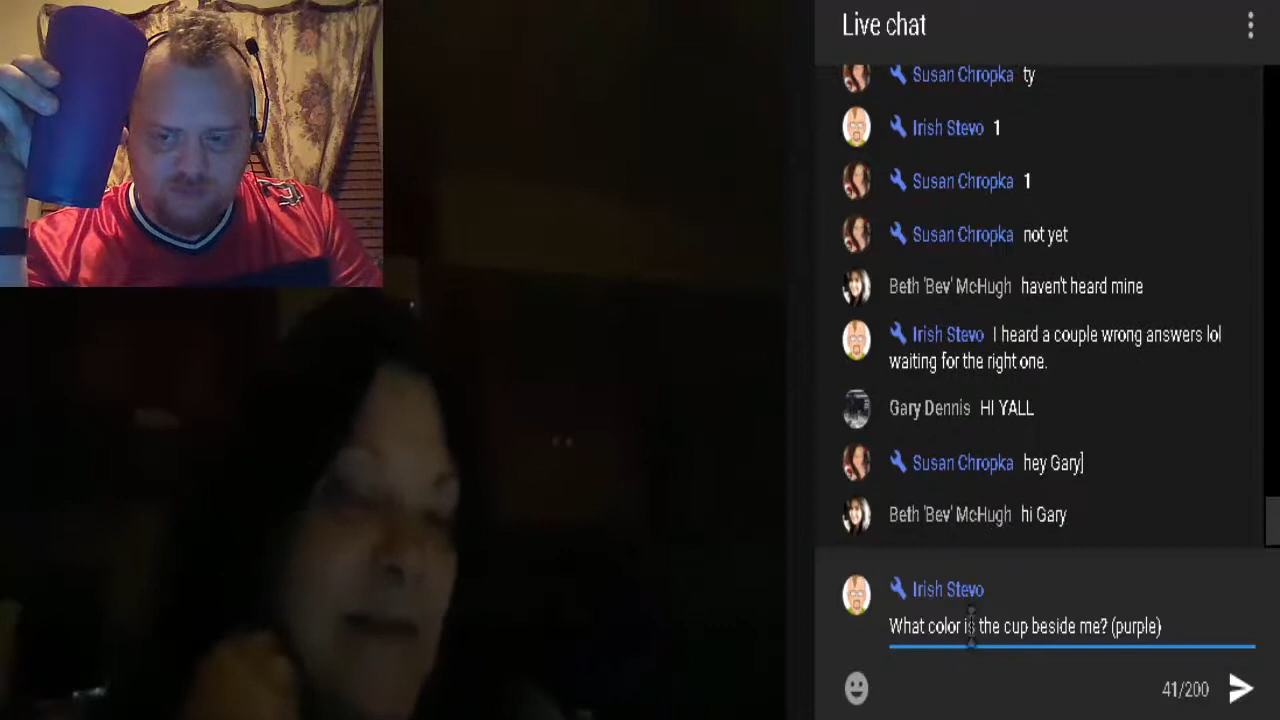 Live chat
Susan Chropka ty
Irish Stevo 1
Susan Chropka 1
Susan Chropka not yet
Beth 'Bev' McHugh haven't heard mine
Irish Stevo I heard a couple wrong answers lol
waiting for the right one.
Gary Dennis HI YALL
Susan Chropka hey Gary]
Beth 'Bev' McHugh hi Gary
Irish Stevo
What color is the cup beside me? (purple)
41/200